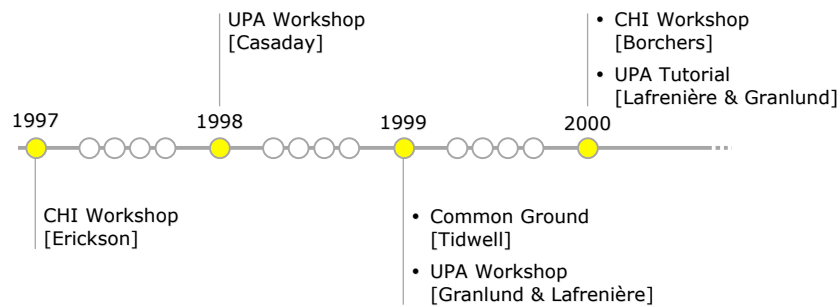 UPA Workshop
[Casaday]
• CHI Workshop
[Borchers]
• UPA Tutorial
[Lafrenière & Granlund]
1997
1998
1999
2000
CHI Workshop
[Erickson]
• Common Ground
[Tidwell]
• UPA Workshop
[Granlund & Lafrenière]